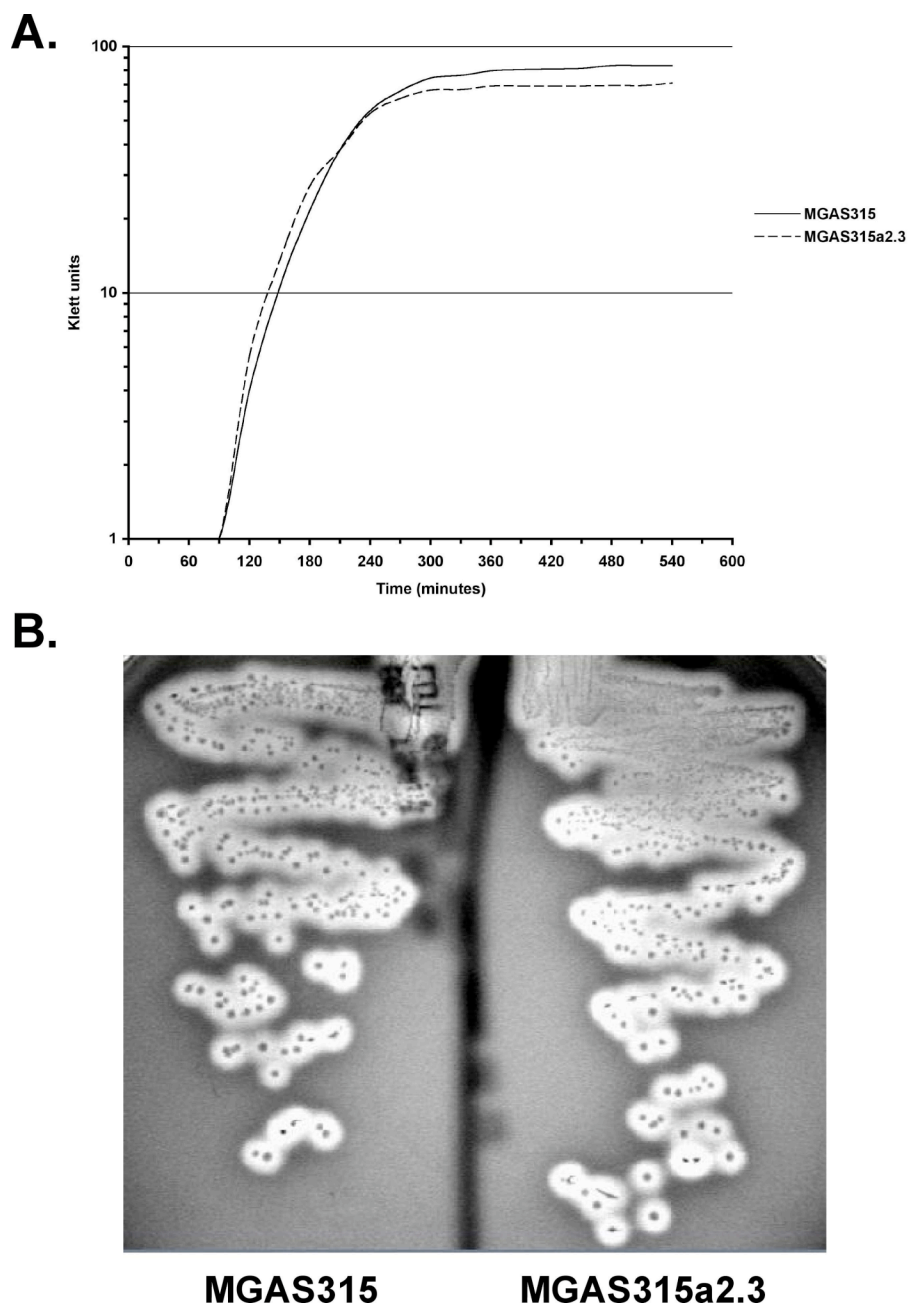 A.
100
10
1
Klett units
0 60 120 180 240 300 360 420 480 540 600
Time (minutes)
MGAS315
MGAS315a2.3
B.
MGAS315 MGAS315a2.3